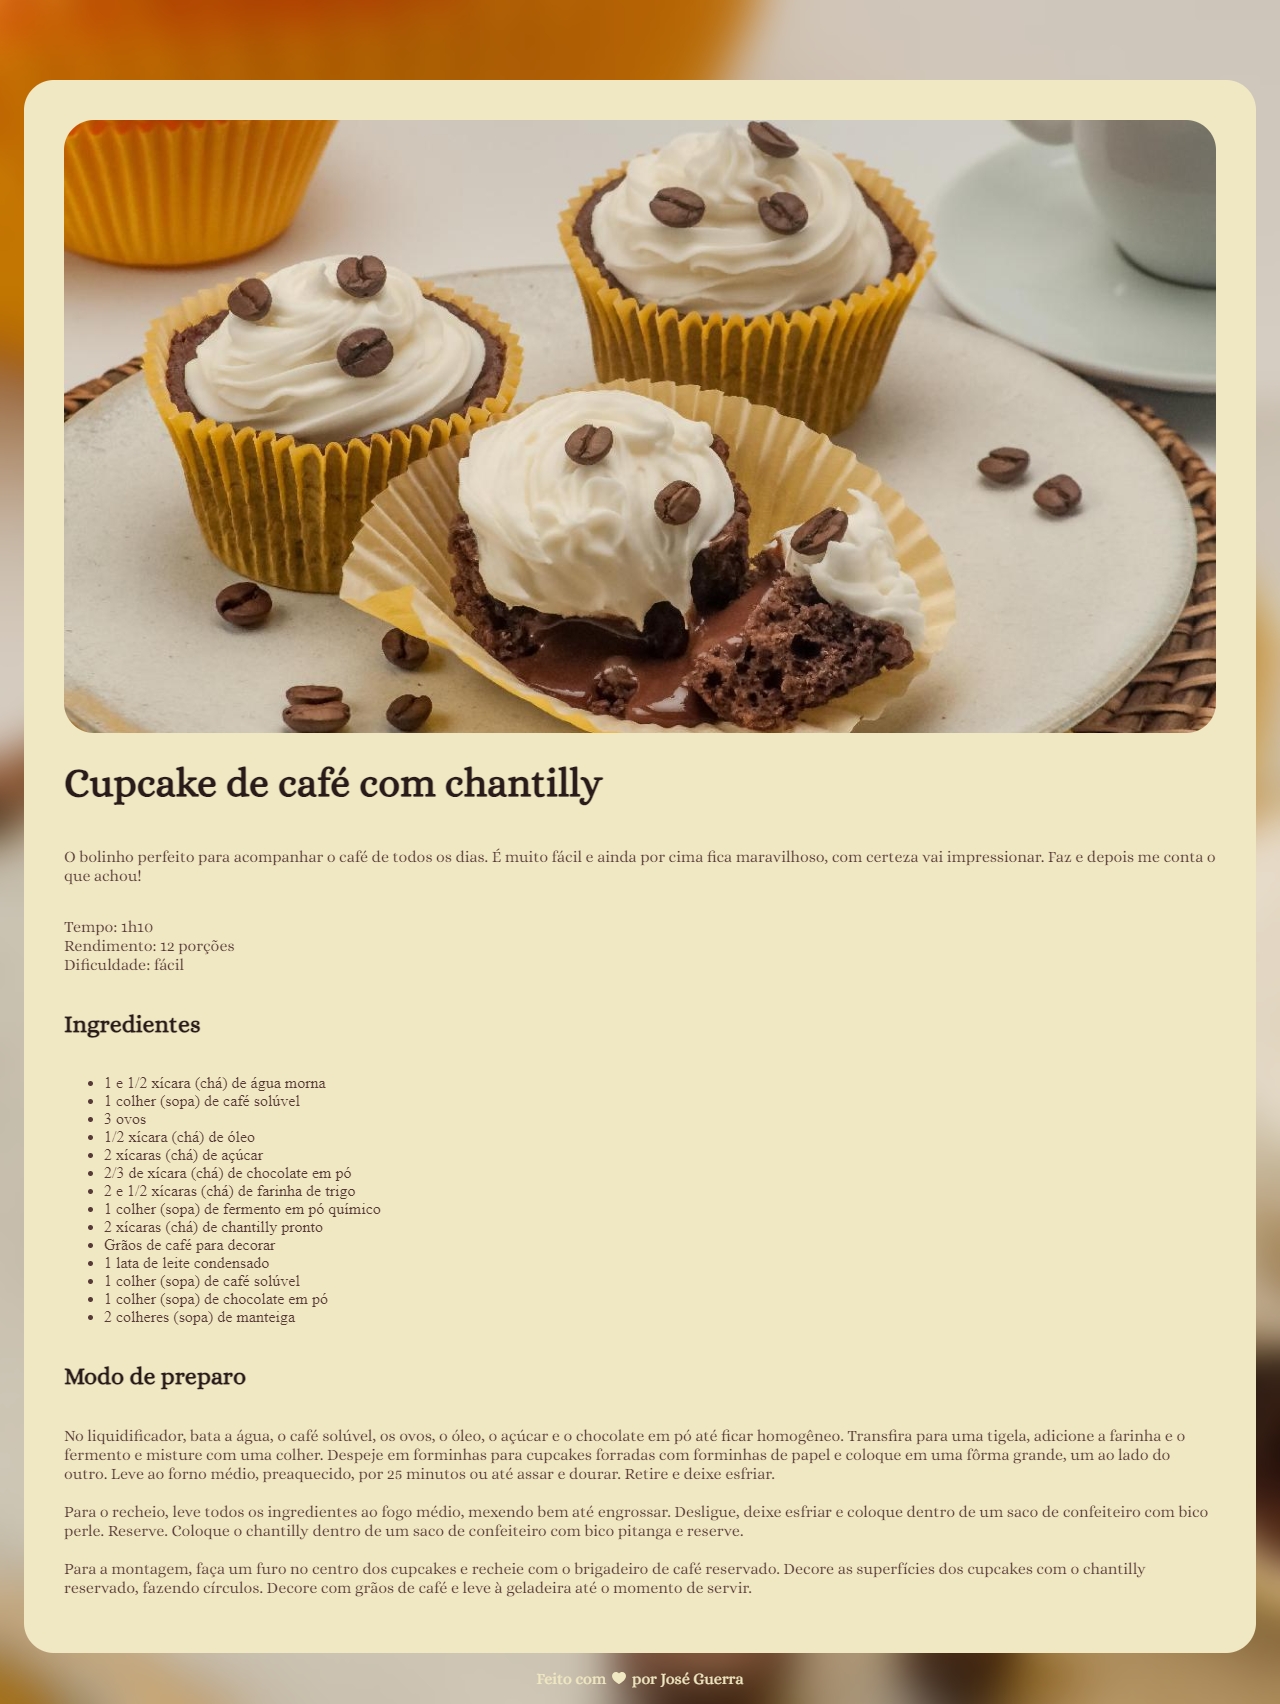 Cupcake de café com chantilly
O bolinho perfeito para acompanhar o café de todos os dias. É muito fácil e ainda por cima fica maravilhoso, com certeza vai impressionar. Faz e depois me conta o
que achou!
Tempo: 1h10
Rendimento: 12 porções
Dificuldade: fácil
Ingredientes
• 1 e 1/2 xícara (chá) de água morna
• 1 colher (sopa) de café solúvel
• 3 ovos
• 1/2 xícara (chá) de óleo
• 2 xícaras (chá) de açúcar
• 2/3 de xícara (chá) de chocolate em pó
• 2 e 1/2 xícaras (chá) de farinha de trigo
• 1 colher (sopa) de fermento em pó químico
• 2 xícaras (chá) de chantilly pronto
• Grãos de café para decorar
• 1 lata de leite condensado
• 1 colher (sopa) de café solúvel
• 1 colher (sopa) de chocolate em pó
• 2 colheres (sopa) de manteiga
Modo de preparo
No liquidificador, bata a água, o café solúvel, os ovos, o óleo, o açúcar e o chocolate em pó até ficar homogêneo. Transfira para uma tigela, adicione a farinha e o
fermento e misture com uma colher. Despeje em forminhas para cupcakes forradas com forminhas de papel e coloque em uma fôrma grande, um ao lado do
outro. Leve ao forno médio, preaquecido, por 25 minutos ou até assar e dourar. Retire e deixe esfriar.
Para o recheio, leve todos os ingredientes ao fogo médio, mexendo bem até engrossar. Desligue, deixe esfriar e coloque dentro de um saco de confeiteiro com bico
perle. Reserve. Coloque o chantilly dentro de um saco de confeiteiro com bico pitanga e reserve.
Para a montagem, faça um furo no centro dos cupcakes e recheie com o brigadeiro de café reservado. Decore as superfícies dos cupcakes com o chantilly
reservado, fazendo círculos. Decore com grãos de café e leve à geladeira até o momento de servir.
Feito com ♥ por José Guerra